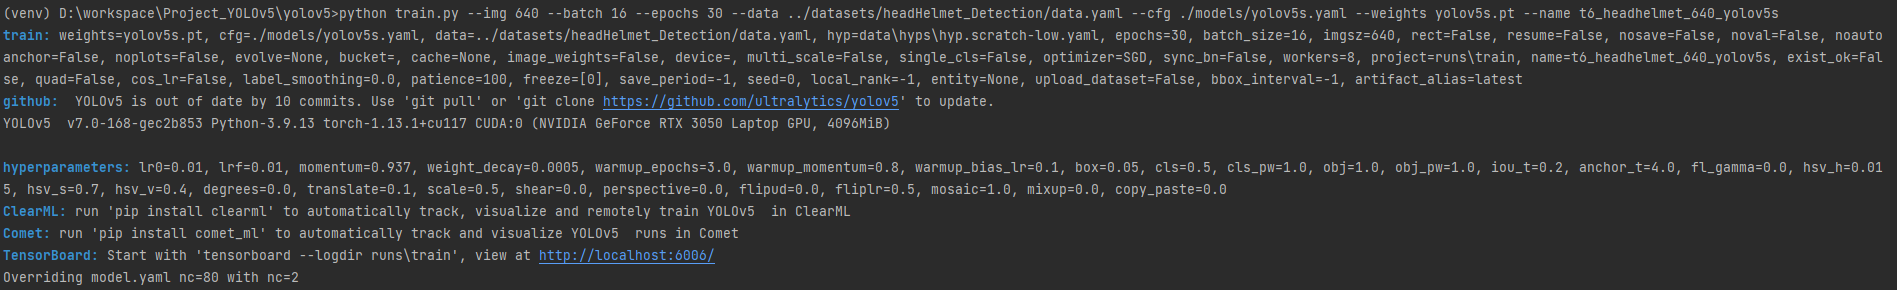 (venv) D:\workspace\Project_YOLOv5\yolov5>python train.py --img 640 --batch 16 --epochs 30 --data ../datasets/headHelmet_Detection/data.yaml --cfg ./models/yolov5s.yaml --weights yolov5s.pt --name t6_headhelmet_640_yolov5s
train: weights=yolov5s.pt, cfg=./models/yolov5s.yaml, data=../datasets/headHelmet_Detection/data.yaml, hyp=data\hyps\hyp.scratch-low.yaml, epochs=30, batch_size=16, imgsz=640, rect=False, resume=False, nosave=False, noval=False, noauto
anchor=False, noplots=False, evolve=None, bucket=, cache=None, image_weights=False, device=, multi_scale=False, single_cls=False, optimizer=SGD, sync_bn=False, workers=8, project=runs\train, name=t6_headhelmet_640_yolov5s, exist_ok=Fal
se, quad=False, cos_lr=False, label_smoothing=0.0, patience=100, freeze=[0], save_period=-1, seed=0, local_rank=-1, entity=None, upload_dataset=False, bbox_interval=-1, artifact_alias=latest
github:  YOLOv5 is out of date by 10 commits. Use 'git pull' or 'git clone https://github.com/ultralytics/yolov5' to update.
YOLOv5  v7.0-168-gec2b853 Python-3.9.13 torch-1.13.1+cu117 CUDA:0 (NVIDIA GeForce RTX 3050 Laptop GPU, 4096MiB)
hyperparameters: lr0=0.01, lrf=0.01, momentum=0.937, weight_decay=0.0005, warmup_epochs=3.0, warmup_momentum=0.8, warmup_bias_lr=0.1, box=0.05, cls=0.5, cls_pw=1.0, obj=1.0, obj_pw=1.0, iou_t=0.2, anchor_t=4.0, fl_gamma=0.0, hsv_h=0.01
5, hsv_s=0.7, hsv_v=0.4, degrees=0.0, translate=0.1, scale=0.5, shear=0.0, perspective=0.0, flipud=0.0, fliplr=0.5, mosaic=1.0, mixup=0.0, copy_paste=0.0
ClearML: run 'pip install clearml' to automatically track, visualize and remotely train YOLOv5  in ClearML
Comet: run 'pip install comet_ml' to automatically track and visualize YOLOv5  runs in Comet
TensorBoard: Start with 'tensorboard --logdir runs\train', view at http://localhost:6006/
Overriding model.yaml nc=80 with nc=2